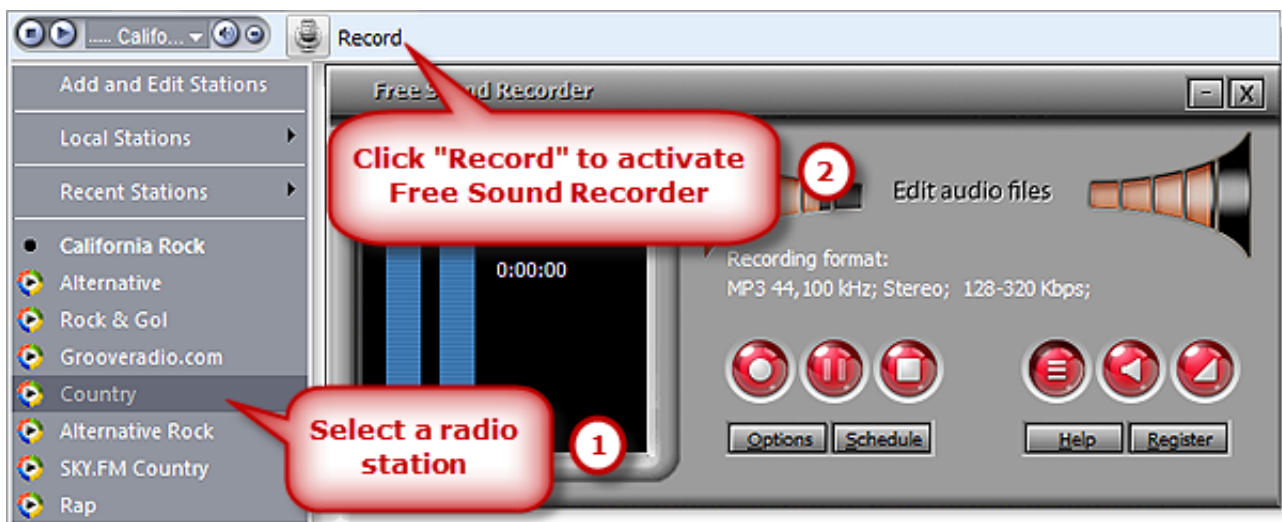 ...... Califo...
Record
Add and Edit Stations
Local Stations
Recent Stations
California Rock
Alternative
Rock & Gol
Grooveradio.com
Country
Alternative Rock
SKY.FM Country
Rap
Free Sound Recorder
- X
Click "Record" to activate
Free Sound Recorder
2
Edit audio files
0:00:00
Recording format:
MP3 44,100 kHz; Stereo; 128-320 Kbps;
Select a radio
station
1
Options Schedule
Help Register